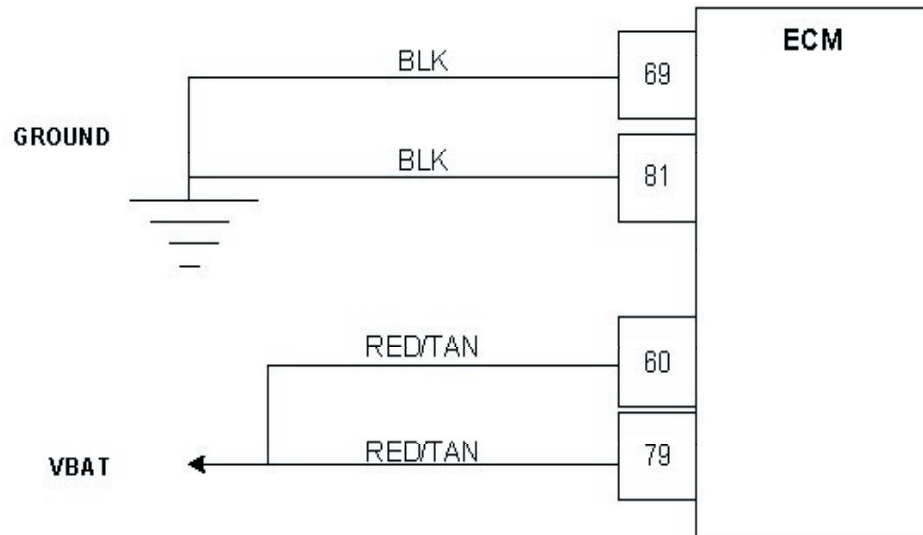 ECM
BLK
69
GROUND
BLK
81
RED/TAN
60
VBAT
RED/TAN
79